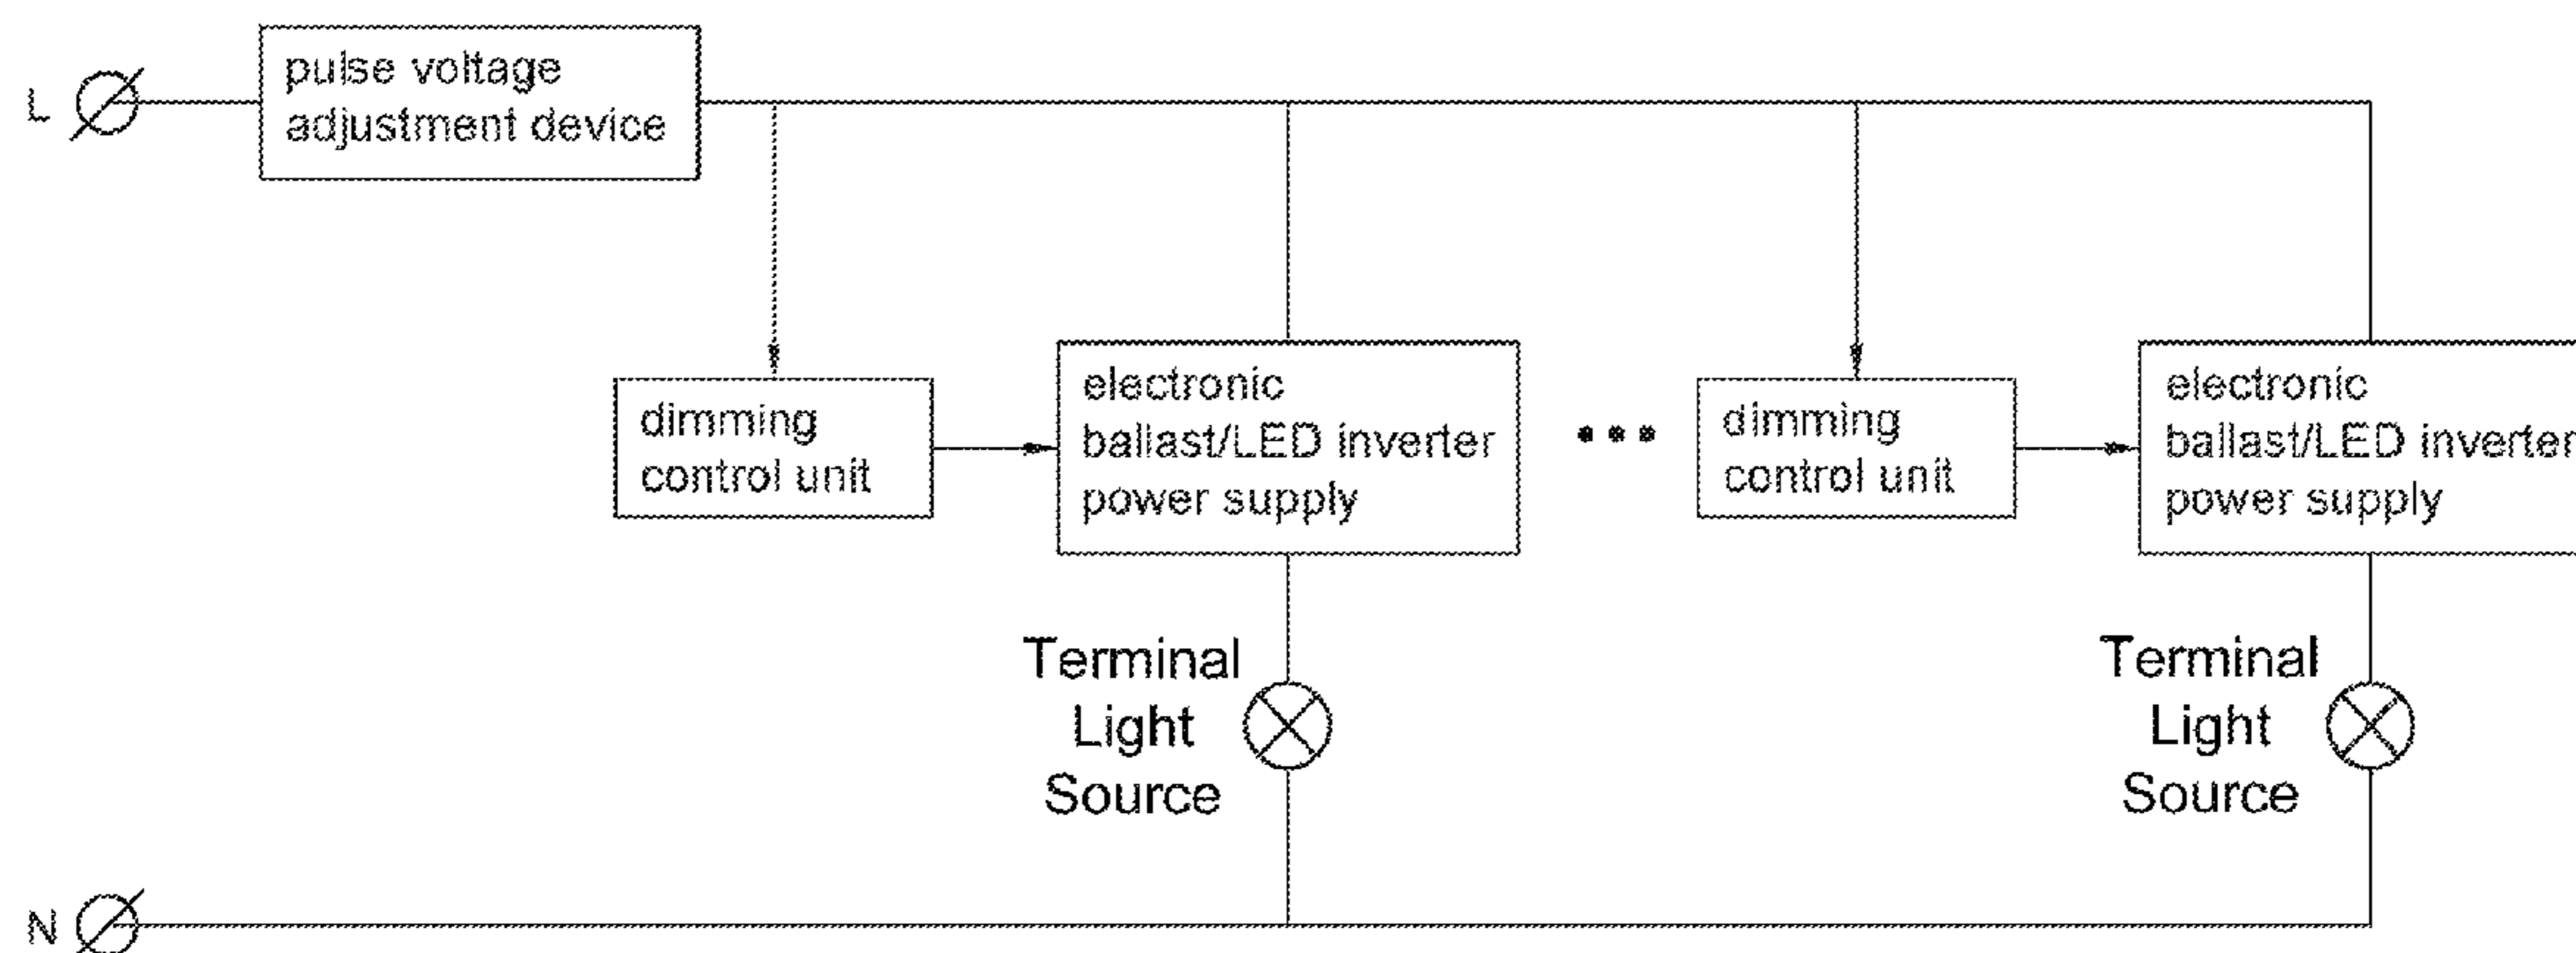 L
pulse voltage
adjustment device
dimming
control unit
electronic
ballast/LED inverter
power supply
dimming
control unit
electronic
ballast/LED inverter
power supply
Terminal
Light
Source
Terminal
Light
Source
N